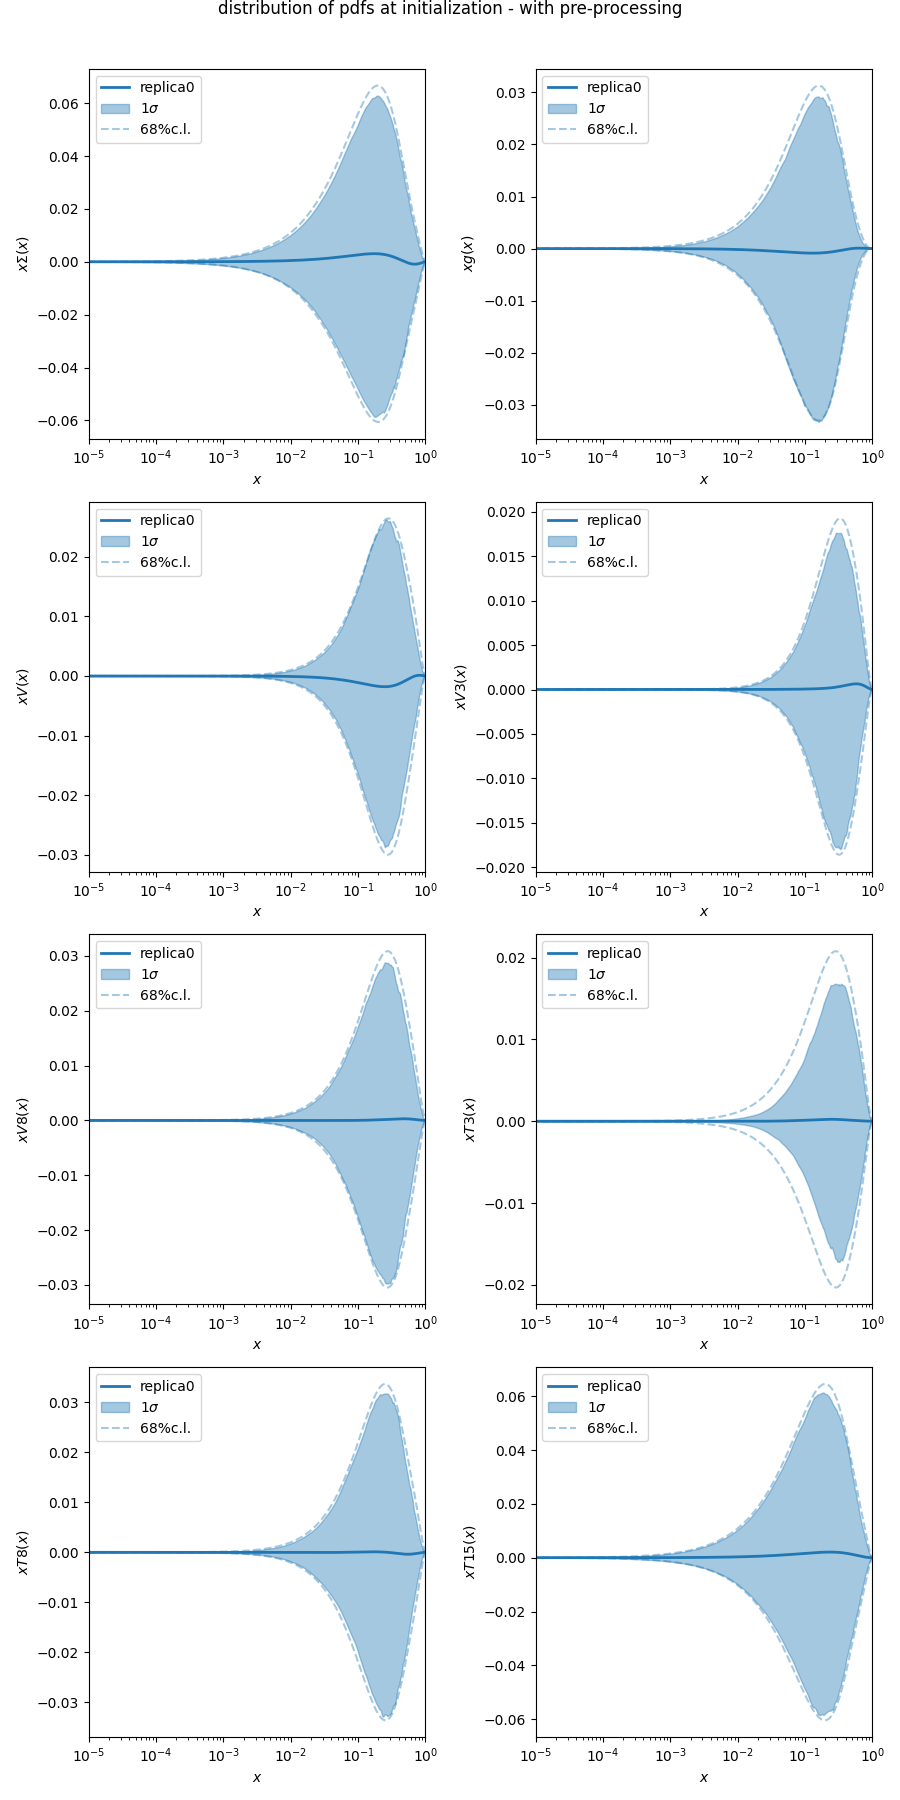 distribution of pdfs at initialization - with pre-processing
replica0
1σ
68%c.l.
0.06
0.04
0.02
0.00
−0.02
−0.04
−0.06
xΣ(x)
10⁻⁵ 10⁻⁴ 10⁻³ 10⁻² 10⁻¹ 10⁰
x
replica0
1σ
68%c.l.
0.03
0.02
0.01
0.00
−0.01
−0.02
−0.03
xg(x)
10⁻⁵ 10⁻⁴ 10⁻³ 10⁻² 10⁻¹ 10⁰
x
replica0
1σ
68%c.l.
0.02
0.01
0.00
−0.01
−0.02
−0.03
xV(x)
10⁻⁵ 10⁻⁴ 10⁻³ 10⁻² 10⁻¹ 10⁰
x
replica0
1σ
68%c.l.
0.020
0.015
0.010
0.005
0.000
−0.005
−0.010
−0.015
−0.020
xV3(x)
10⁻⁵ 10⁻⁴ 10⁻³ 10⁻² 10⁻¹ 10⁰
x
replica0
1σ
68%c.l.
0.03
0.02
0.01
0.00
−0.01
−0.02
−0.03
xV8(x)
10⁻⁵ 10⁻⁴ 10⁻³ 10⁻² 10⁻¹ 10⁰
x
replica0
1σ
68%c.l.
0.02
0.01
0.00
−0.01
−0.02
xT3(x)
10⁻⁵ 10⁻⁴ 10⁻³ 10⁻² 10⁻¹ 10⁰
x
replica0
1σ
68%c.l.
0.03
0.02
0.01
0.00
−0.01
−0.02
−0.03
xT8(x)
10⁻⁵ 10⁻⁴ 10⁻³ 10⁻² 10⁻¹ 10⁰
x
replica0
1σ
68%c.l.
0.06
0.04
0.02
0.00
−0.02
−0.04
−0.06
xT15(x)
10⁻⁵ 10⁻⁴ 10⁻³ 10⁻² 10⁻¹ 10⁰
x